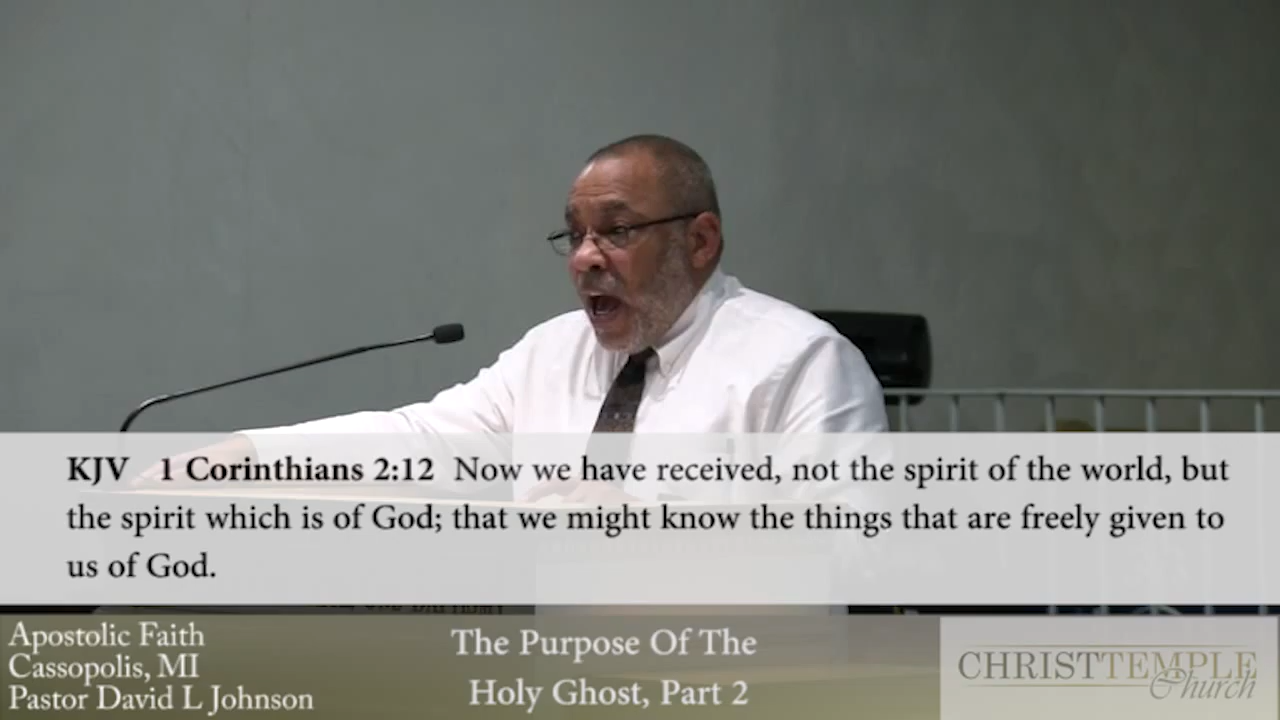 KJV 1 Corinthians 2:12 Now we have received, not the spirit of the world, but
the spirit which is of God; that we might know the things that are freely given to
us of God.
Apostolic Faith
Cassopolis, MI
Pastor David L Johnson
The Purpose Of The
Holy Ghost, Part 2
CHRISTTEMPLE
Church